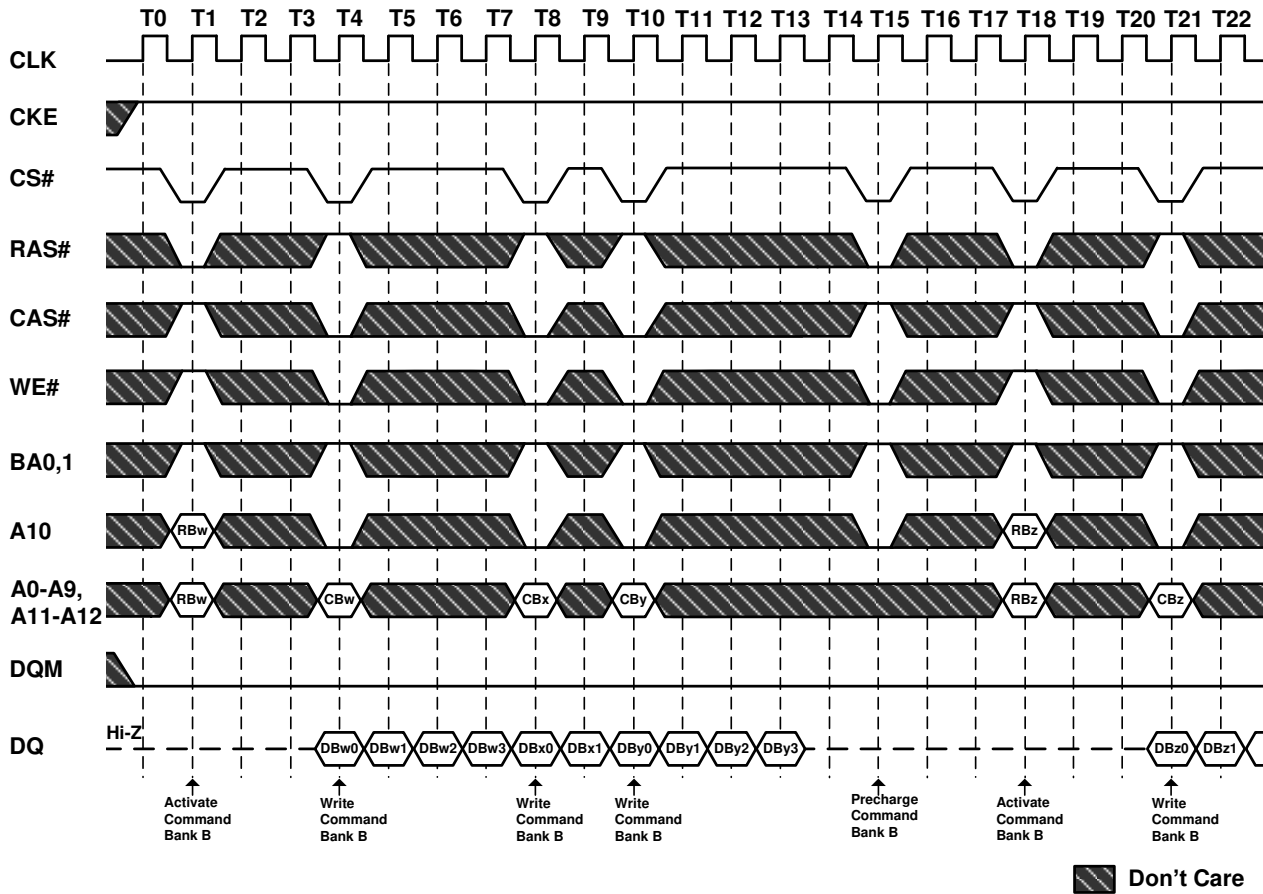 T0 T1 T2 T3 T4 T5 T6 T7 T8 T9 T10 T11 T12 T13 T14 T15 T16 T17 T18 T19 T20 T21 T22
CLK
CKE
CS#
RAS#
CAS#
WE#
BA0,1
A10
RBw
RBz
A0-A9,
A11-A12
RBw
CBw
CBx
CBy
RBz
CBz
DQM
DQ
Hi-Z
DBw0
DBw1
DBw2
DBw3
DBx0
DBx1
DBy0
DBy1
DBy2
DBy3
DBz0
DBz1
Activate
Command
Bank B
Write
Command
Bank B
Write
Command
Bank B
Write
Command
Bank B
Precharge
Command
Bank B
Activate
Command
Bank B
Write
Command
Bank B
Don't Care